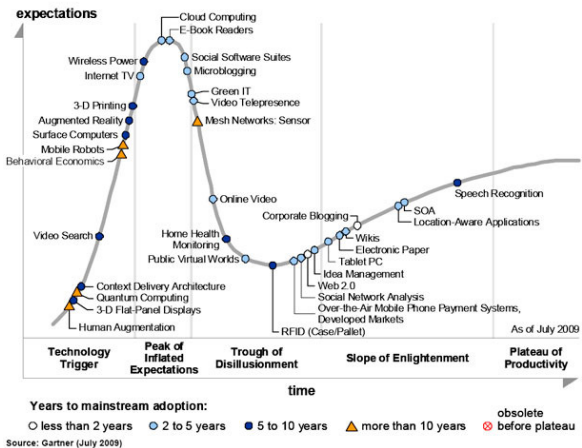 expectations
Cloud Computing
E-Book Readers
Wireless Power
Social Software Suites
Internet TV
Microblogging
Green IT
3-D Printing
Video Telepresence
Augmented Reality
Mesh Networks: Sensor
Surface Computers
Mobile Robots
Behavioral Economics
Online Video
Corporate Blogging
Speech Recognition
SOA
Location-Aware Applications
Video Search
Home Health
Monitoring
Wikis
Electronic Paper
Public Virtual Worlds
Tablet PC
Idea Management
Context Delivery Architecture
Web 2.0
Quantum Computing
Social Network Analysis
3-D Flat-Panel Displays
Over-the-Air Mobile Phone Payment Systems,
Developed Markets
Human Augmentation
RFID (Case/Pallet)
As of July 2009
Technology
Trigger
Peak of
Inflated
Expectations
Trough of
Disillusionment
Slope of Enlightenment
Plateau of
Productivity
time
Years to mainstream adoption:
less than 2 years
2 to 5 years
5 to 10 years
more than 10 years
obsolete
before plateau
Source: Gartner (July 2009)